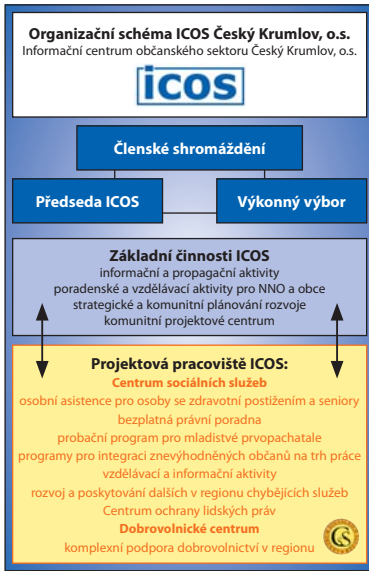 Organizační schéma ICOS Český Krumlov, o.s.
Informační centrum občanského sektoru Český Krumlov, o.s.
icos
Členské shromáždění
Předseda ICOS
Výkonný výbor
Základní činnosti ICOS
informační a propagační aktivity
poradenské a vzdělávací aktivity pro NNO a obce
strategické a komunitní plánování rozvoje
komunitní projektové centrum
Projektová pracoviště ICOS:
Centrum sociálních služeb
osobní asistence pro osoby se zdravotní postižením a seniory
bezplatná právní poradna
probační program pro mladistvé prvopachatale
programy pro integraci znevýhodněných občanů na trh práce
vzdělávací a informační aktivity
rozvoj a poskytování dalších v regionu chybějících služeb
Centrum ochrany lidských práv
Dobrovolnické centrum
komplexní podpora dobrovolnictví v regionu